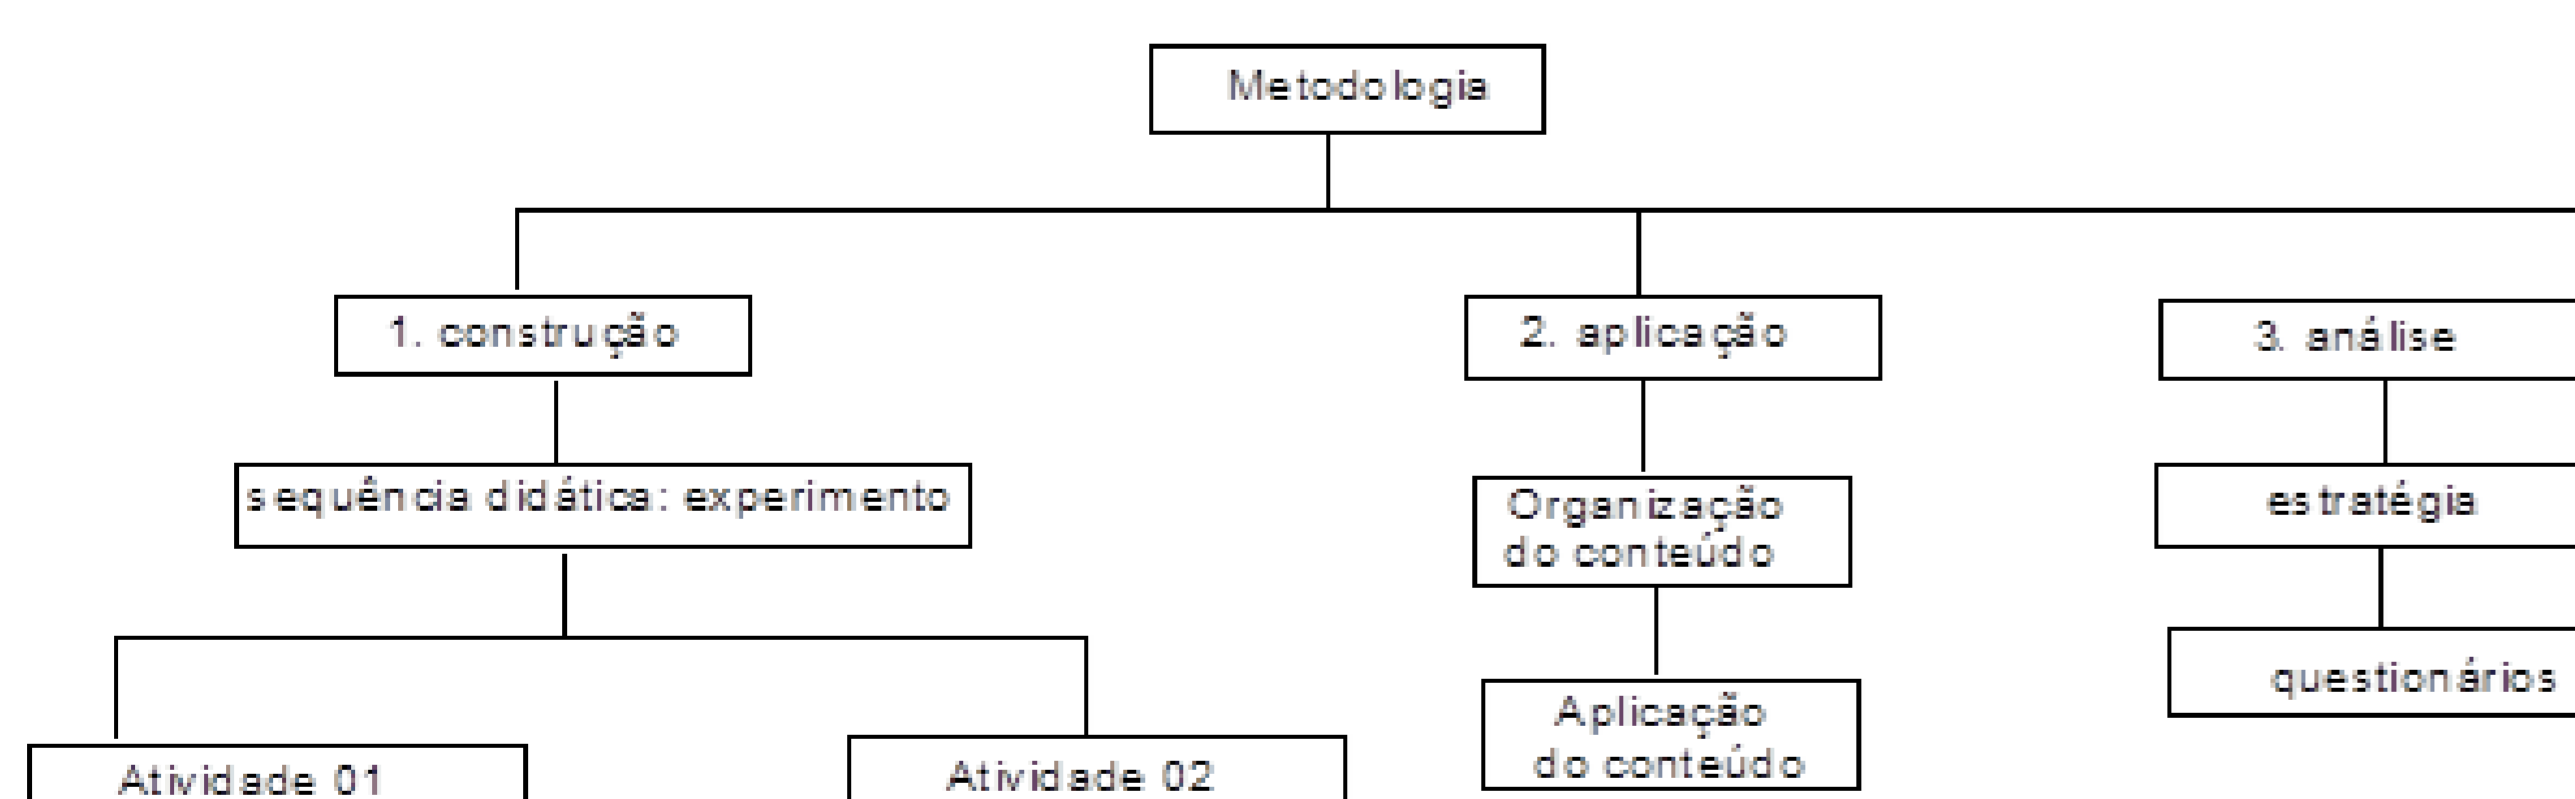 Metodologia
1. construção
2. aplicação
3. análise
sequência didática: experimento
Organização
do conteúdo
estratégia
questionários
Aplicação
do conteúdo
Atividade 01
Atividade 02